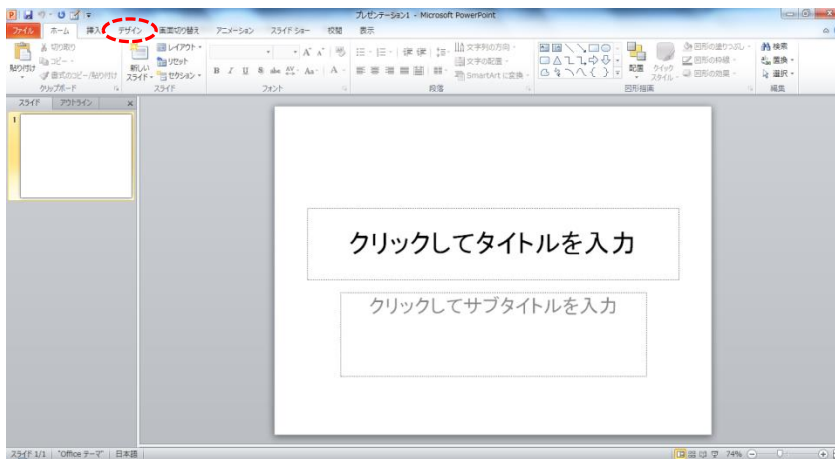 プレゼンテーション1 - Microsoft PowerPoint
ファイル ホーム 挿入 デザイン 画面切り替え アニメーション スライド ショー 校閲 表示
貼り付け 切り取り コピー 書式のコピー/貼り付け
クリップボード
新しいスライド レイアウト リセット セクション
スライド
B I U S abc AV Aa A
フォント
文字列の方向 文字の配置 SmartArt に変換
段落
配置 クイックスタイル 図形の塗りつぶし 図形の枠線 図形の効果
図形描画
検索 置換 選択
編集
スライド アウトライン
1
クリックしてタイトルを入力
クリックしてサブタイトルを入力
スライド 1/1 "Office テーマ" 日本語 74%